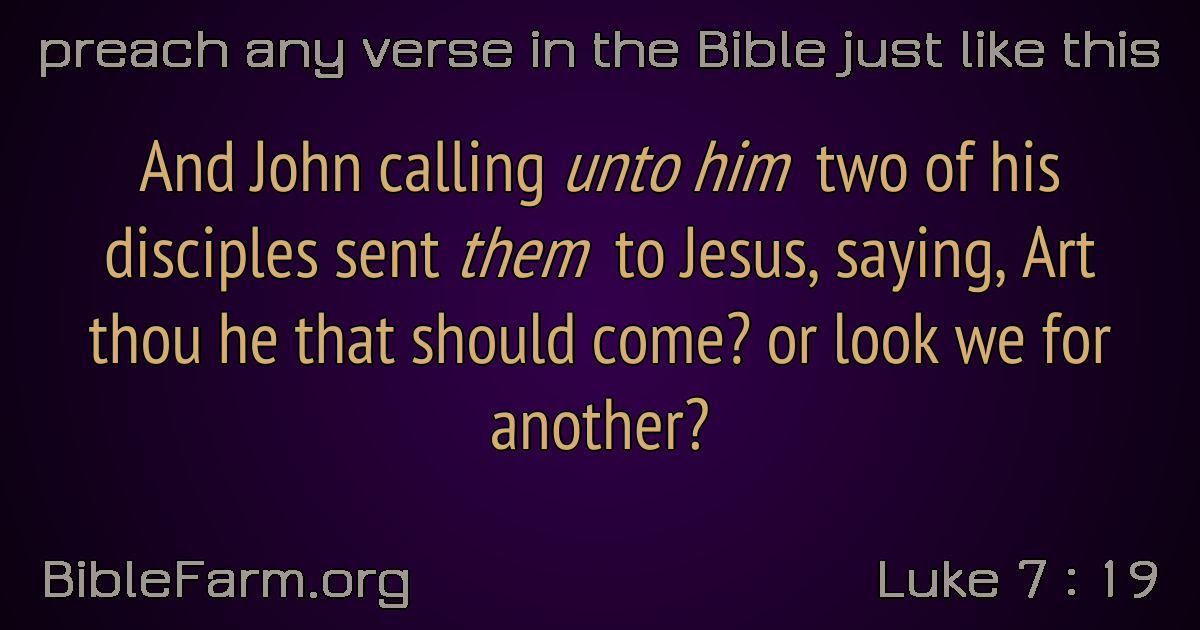 preach any verse in the Bible just like this
And John calling unto him two of his
disciples sent them to Jesus, saying, Art
thou he that should come? or look we for
another?
BibleFarm.org
Luke 7 : 19